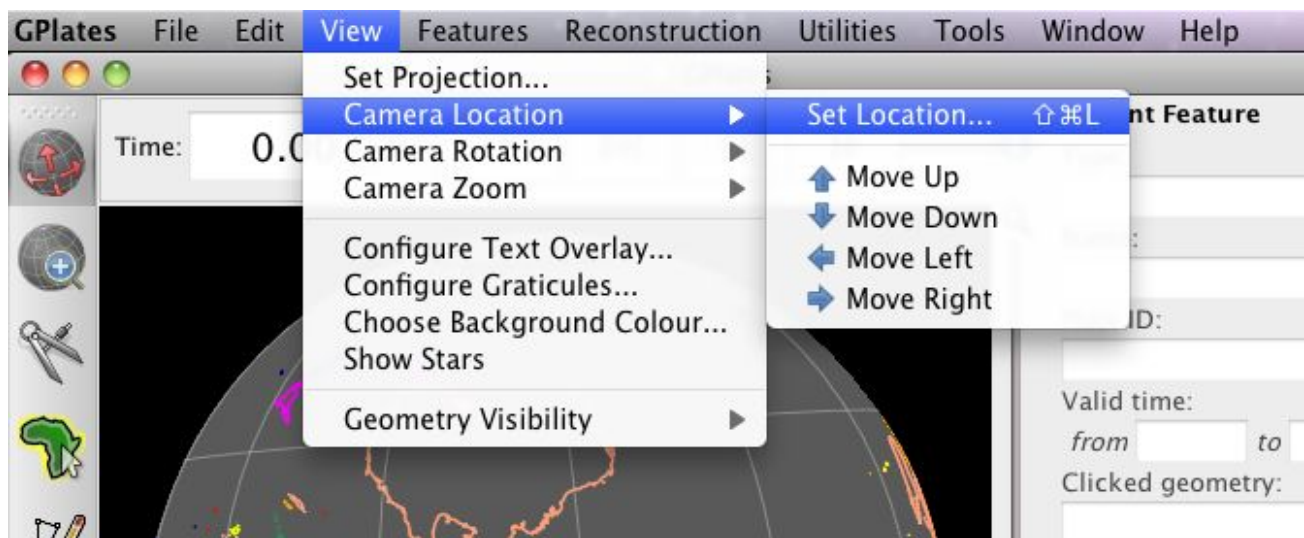 GPlates File Edit View Features Reconstruction Utilities Tools Window Help
Set Projection...
Camera Location
Set Location... ⇧⌘L
nt Feature
Time: 0.0
Camera Rotation
Camera Zoom
Move Up
Move Down
Move Left
Move Right
Configure Text Overlay...
Configure Graticules...
Choose Background Colour...
Show Stars
Geometry Visibility
ID:
Valid time:
from to
Clicked geometry: